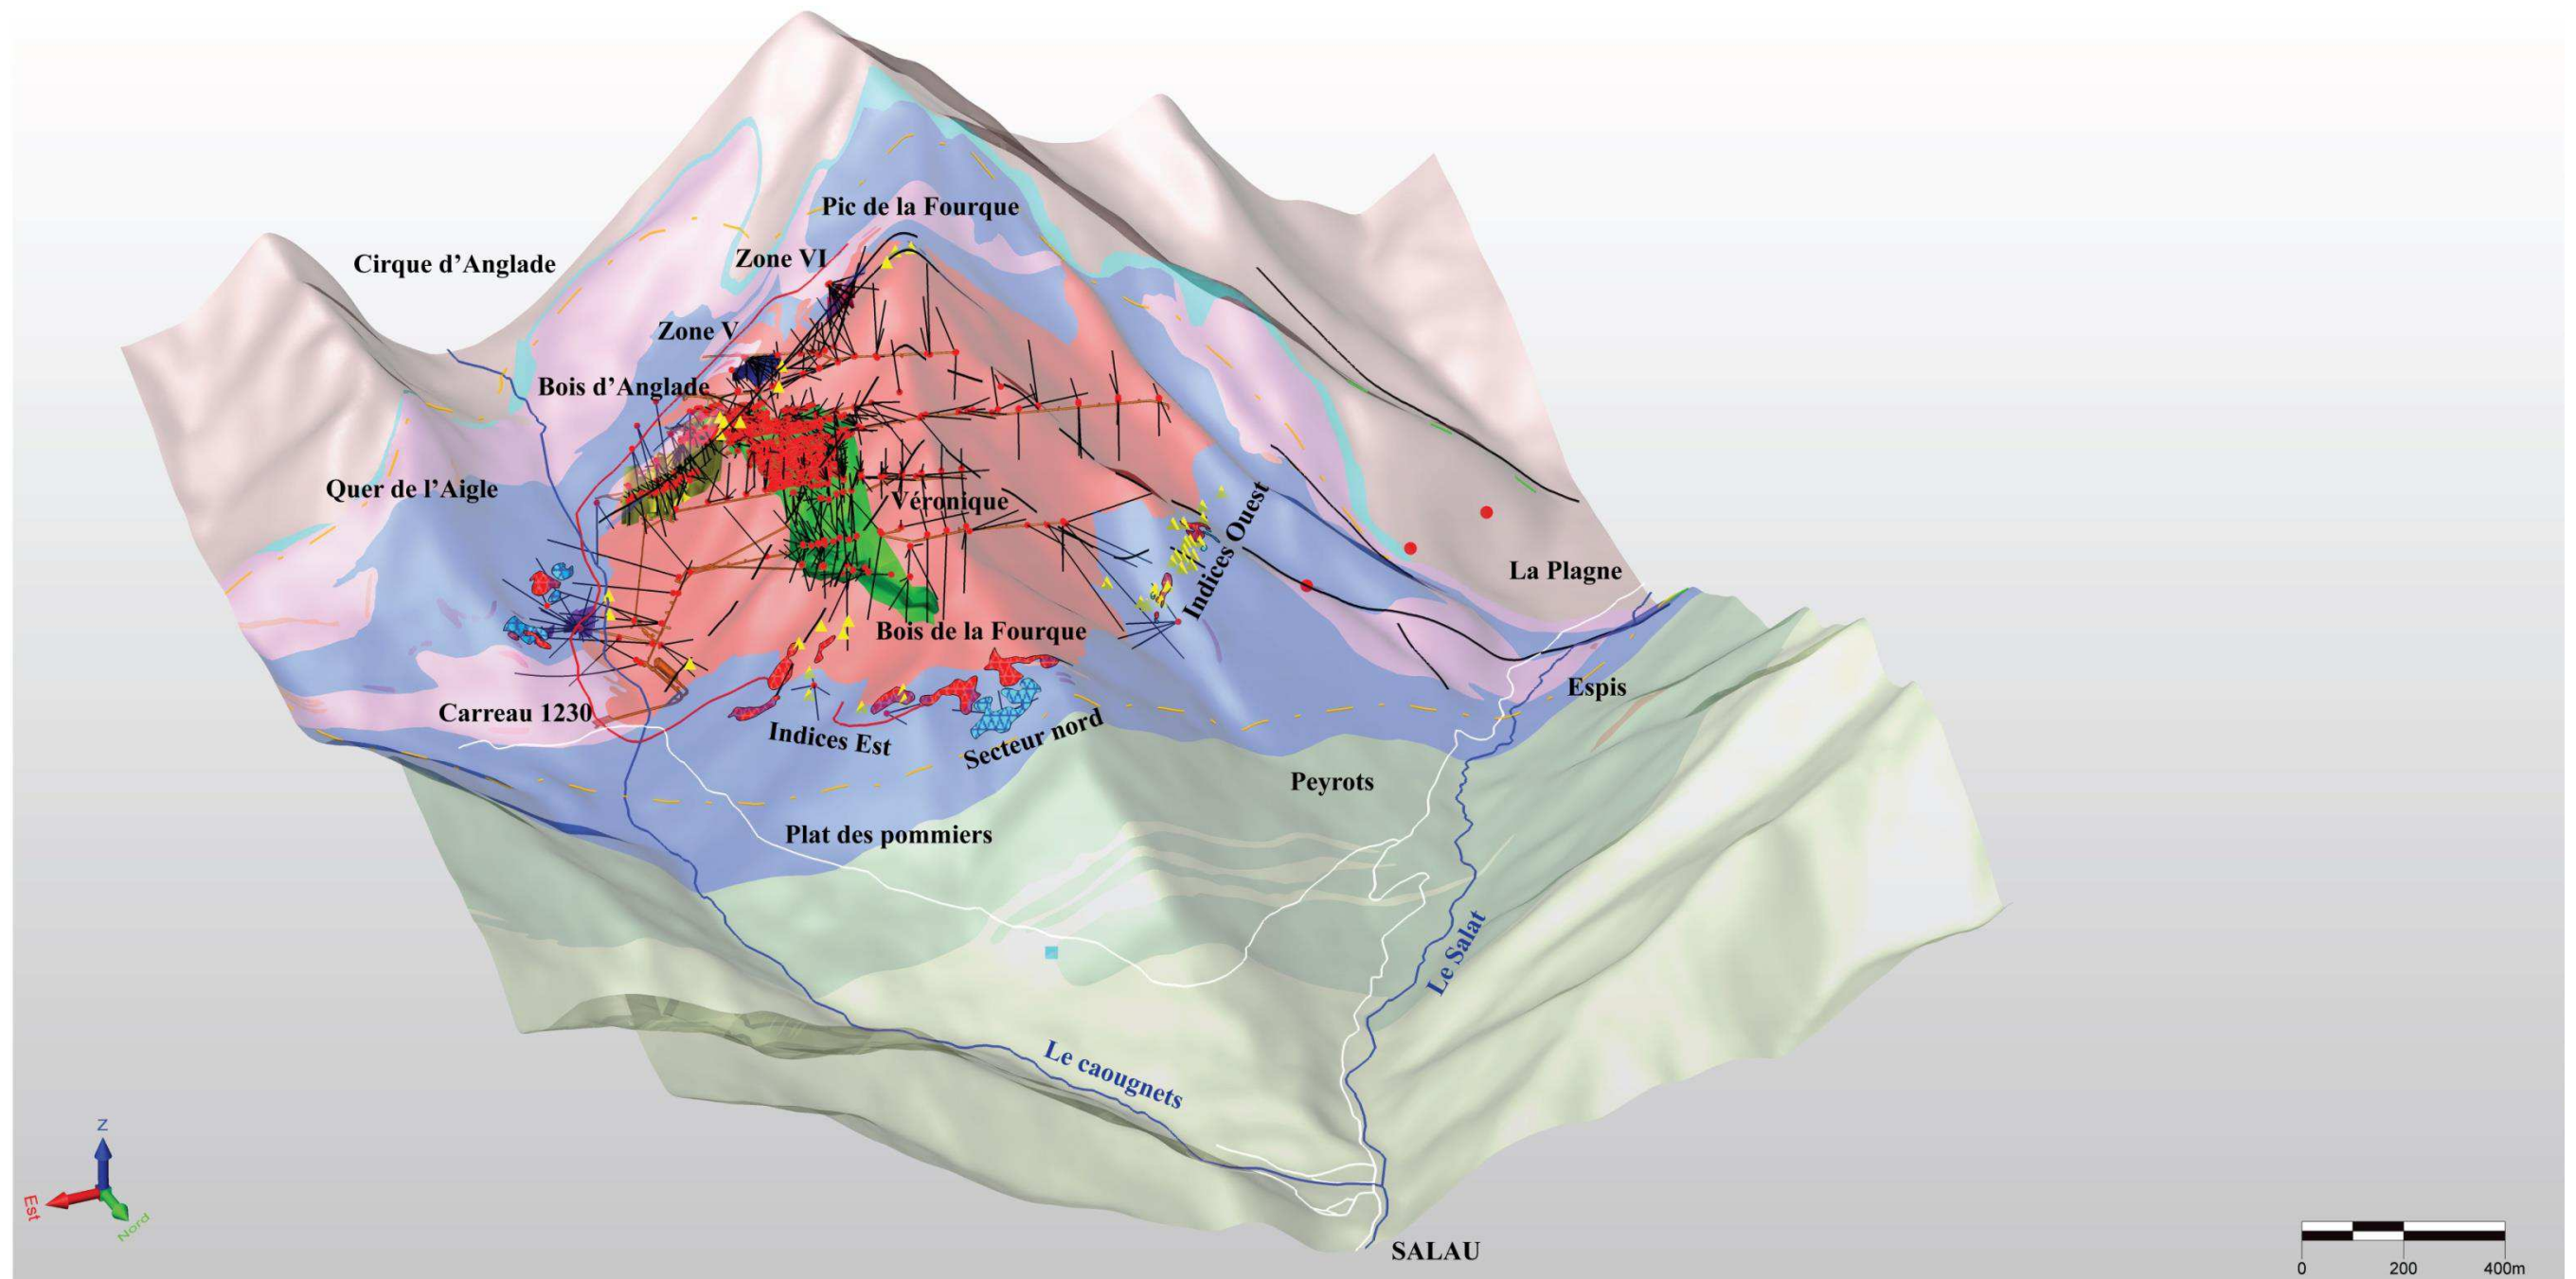 Pic de la Fourque
Cirque d’Anglade
Zone VI
Zone V
Bois d’Anglade
Quer de l’Aigle
Véronique
Indices Ouest
La Plagne
Bois de la Fourque
Espis
Carreau 1230
Indices Est
Secteur nord
Peyrots
Plat des pommiers
Le Salat
Le caougnets
Z
Est
Nord
SALAU
0 200 400m